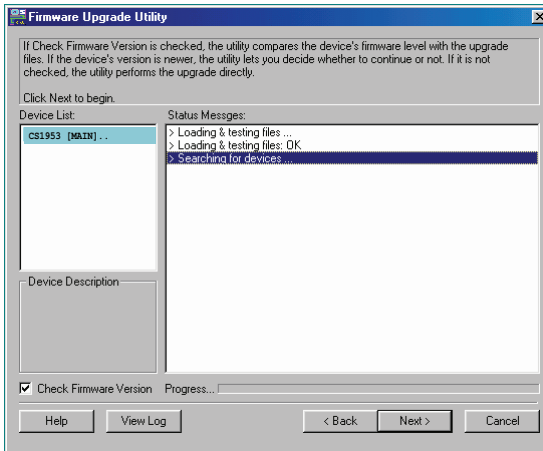 Firmware Upgrade Utility
If Check Firmware Version is checked, the utility compares the device's firmware level with the upgrade
files. If the device's version is newer, the utility lets you decide whether to continue or not. If it is not
checked, the utility performs the upgrade directly.
Click Next to begin.
Device List:
Status Messges:
CS1953 [MAIN]..
> Loading & testing files ...
> Loading & testing files: OK
> Searching for devices ...
Device Description
Check Firmware Version
Progress...
Help
View Log
< Back
Next >
Cancel